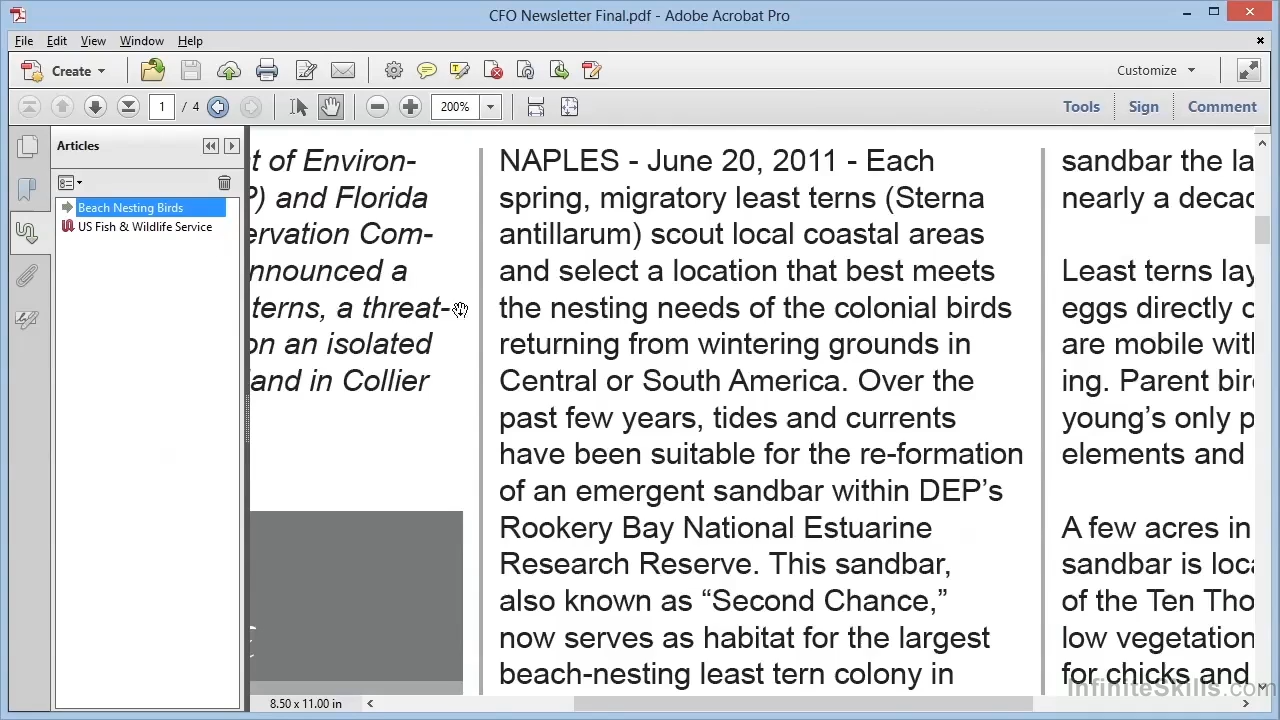 CFO Newsletter Final.pdf - Adobe Acrobat Pro
File Edit View Window Help
Create
Customize
1 / 4
200%
Tools Sign Comment
Articles
Beach Nesting Birds
US Fish & Wildlife Service
t of Environ-
P) and Florida
ervation Com-
nnounced a
terns, a threat-
on an isolated
and in Collier
NAPLES - June 20, 2011 - Each
spring, migratory least terns (Sterna
antillarum) scout local coastal areas
and select a location that best meets
the nesting needs of the colonial birds
returning from wintering grounds in
Central or South America. Over the
past few years, tides and currents
have been suitable for the re-formation
of an emergent sandbar within DEP’s
Rookery Bay National Estuarine
Research Reserve. This sandbar,
also known as “Second Chance,”
now serves as habitat for the largest
beach-nesting least tern colony in
sandbar the la
nearly a decad
Least terns lay
eggs directly o
are mobile with
ing. Parent bir
young’s only p
elements and
A few acres in
sandbar is loca
of the Ten Tho
low vegetation
for chicks and
8.50 x 11.00 in
InfiniteSkills.com